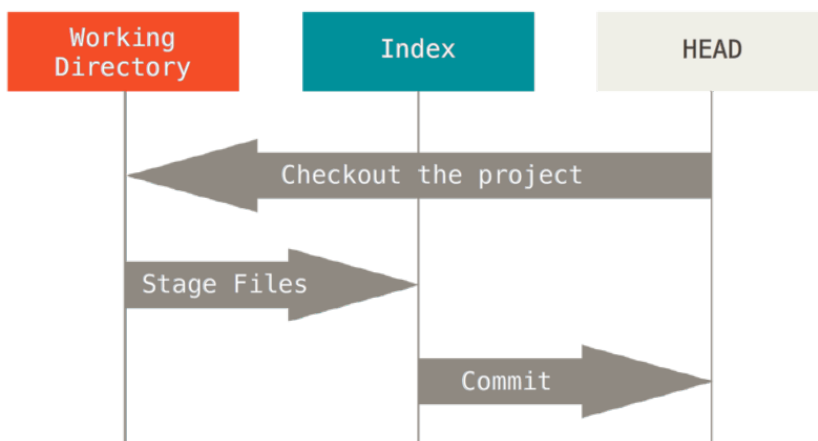 Working
Directory
Index
HEAD
Checkout the project
Stage Files
Commit